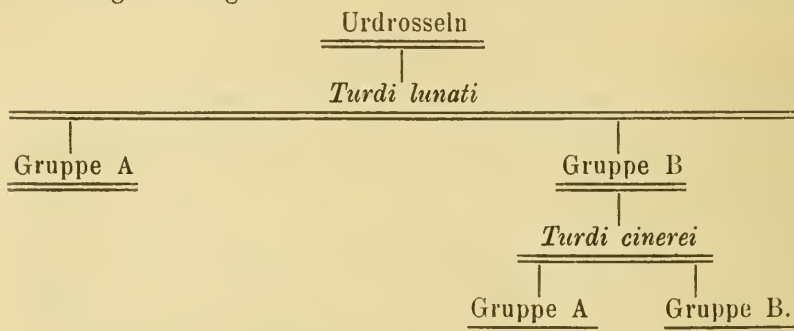 Urdrosseln
Turdi lunati
Gruppe A Gruppe B
Turdi cinerei
Gruppe A Gruppe B.